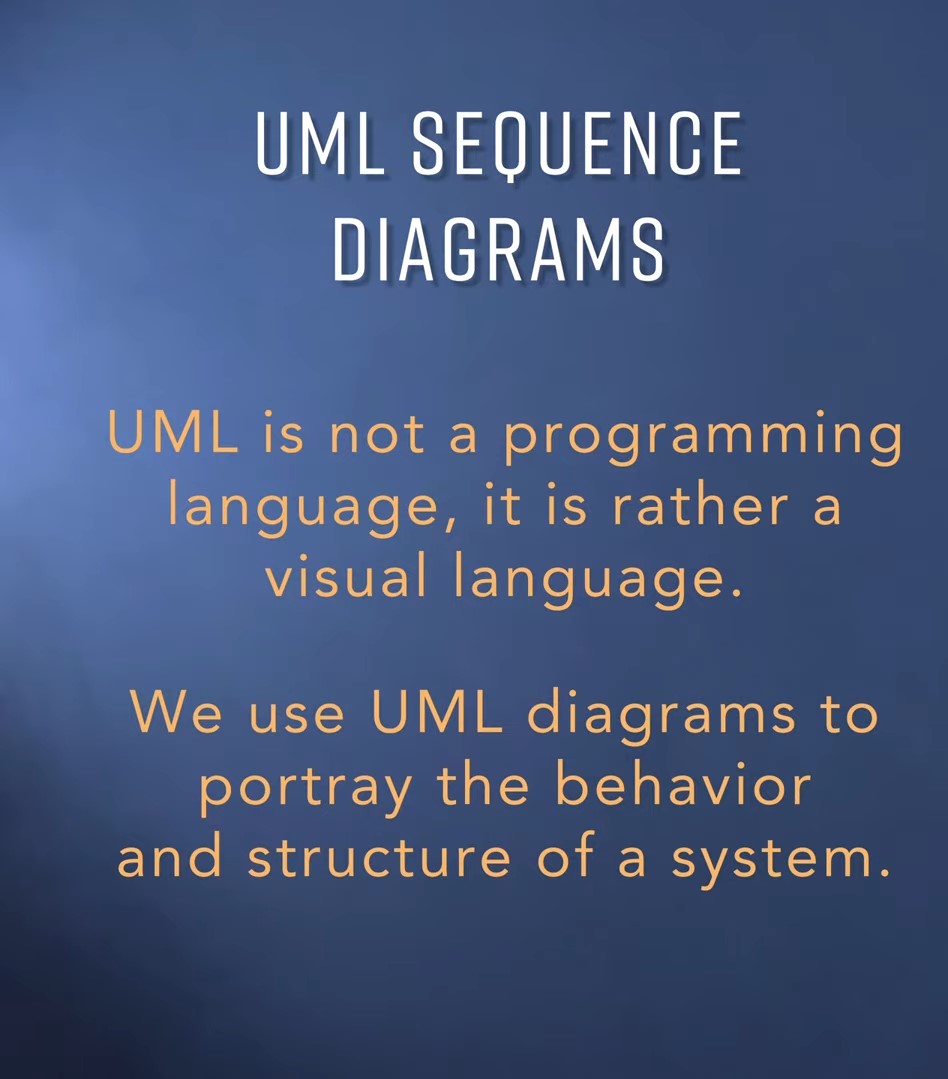 UML SEQUENCE
DIAGRAMS
UML is not a programming
language, it is rather a
visual language.
We use UML diagrams to
portray the behavior
and structure of a system.